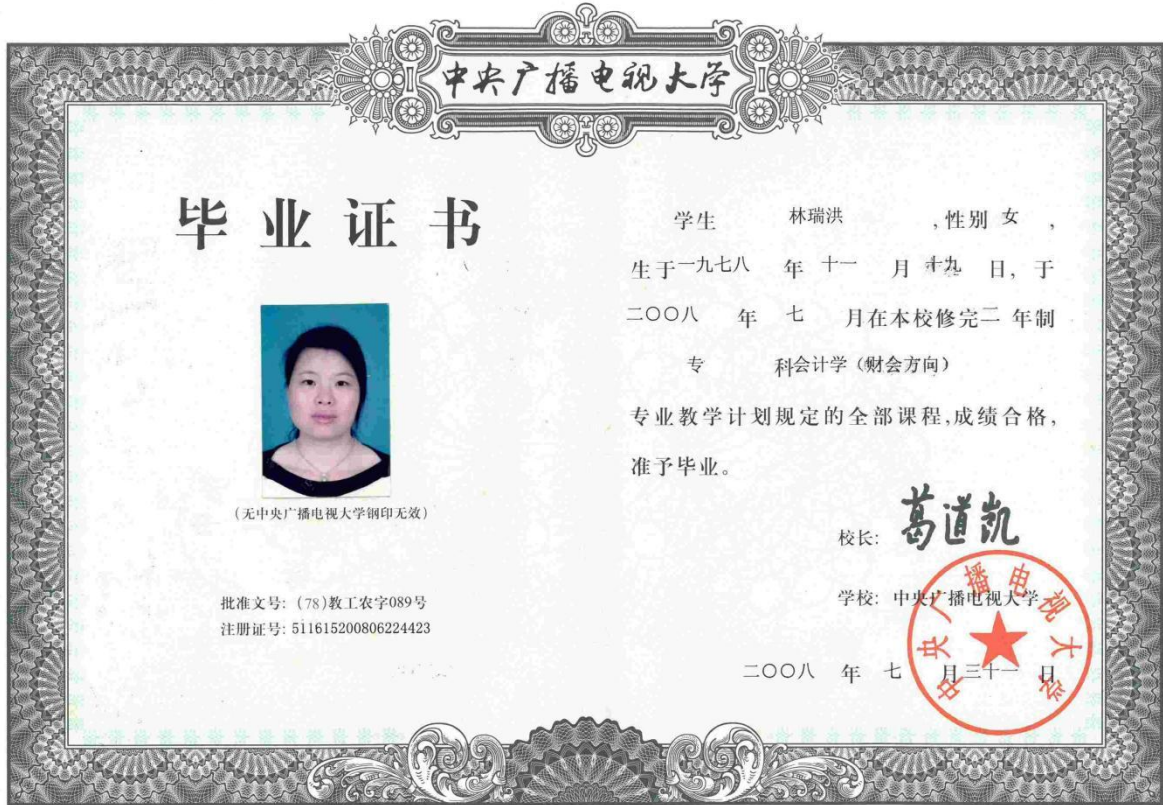 中央广播电视大学
毕业证书
(无中央广播电视大学钢印无效)
批准文号: (78)教工农字089号
注册证号: 511615200806224423
学生 林瑞洪 , 性别 女 ,
生于一九七八 年 十一 月 十九 日, 于
二〇〇八 年 七 月在本校修完二 年制
专 科会计学（财会方向）
专业教学计划规定的全部课程,成绩合格,
准予毕业。
校长: 葛道凯
学校: 中央广播电视大学
二〇〇八 年 七 月三十一 日
中央广播电视大学